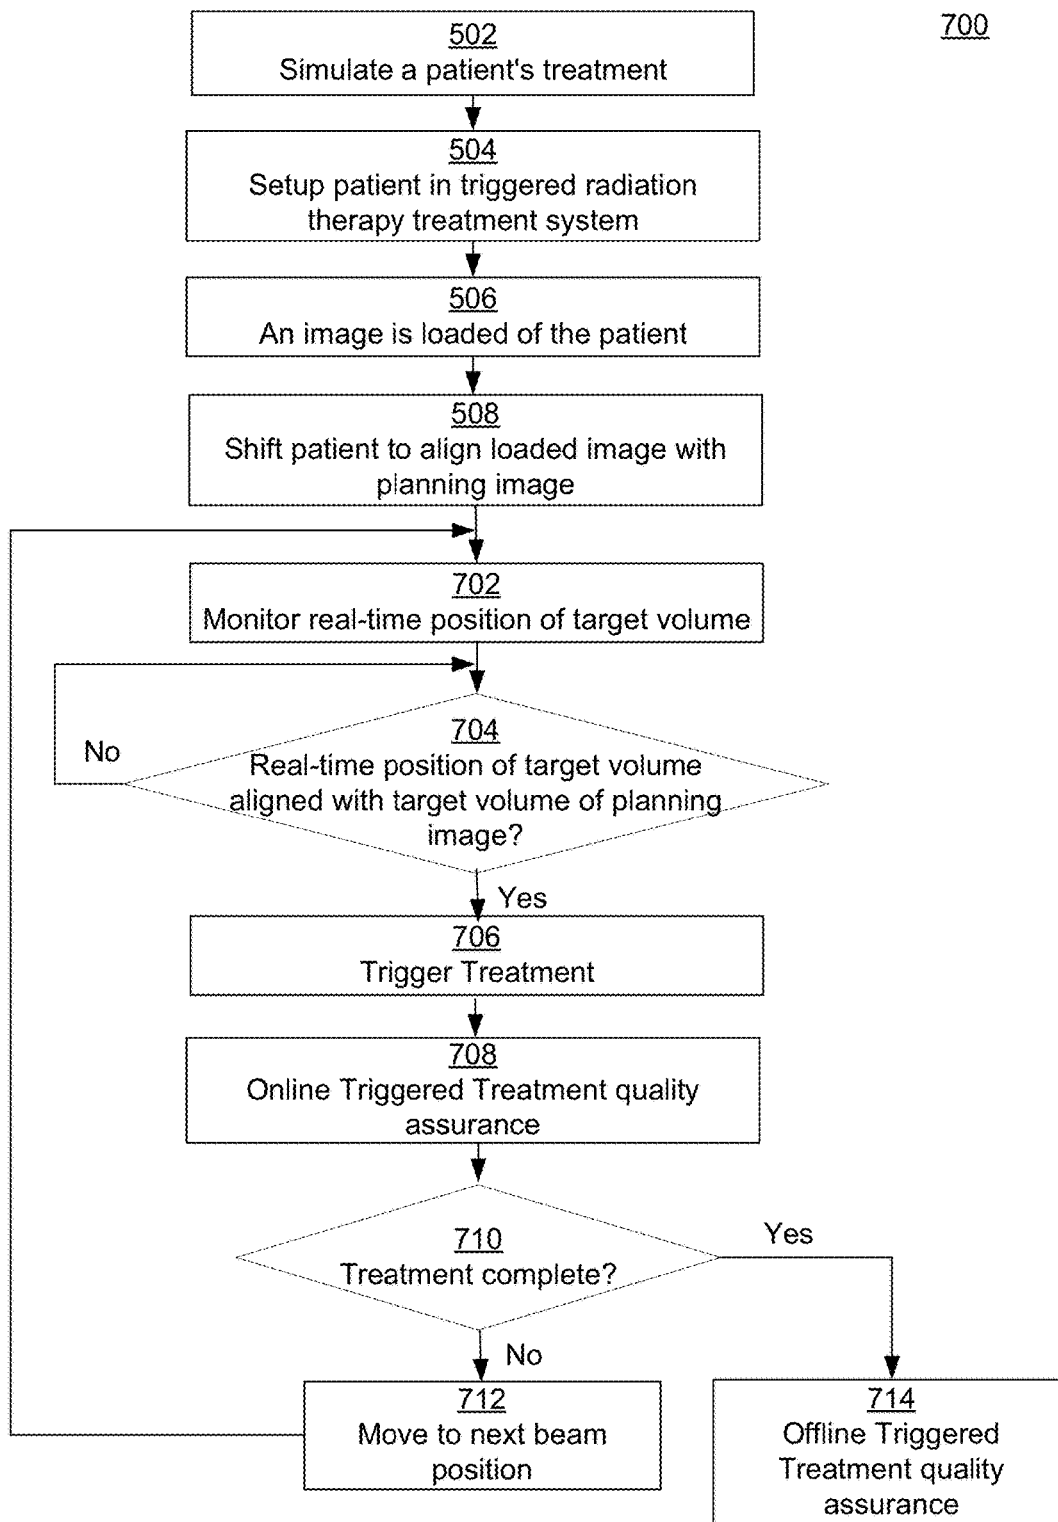 700
502
Simulate a patient's treatment
504
Setup patient in triggered radiation
therapy treatment system
506
An image is loaded of the patient
508
Shift patient to align loaded image with
planning image
702
Monitor real-time position of target volume
704
No
Real-time position of target volume
aligned with target volume of planning
image?
Yes
706
Trigger Treatment
708
Online Triggered Treatment quality
assurance
710
Treatment complete?
Yes
No
712
Move to next beam
position
714
Offline Triggered
Treatment quality
assurance